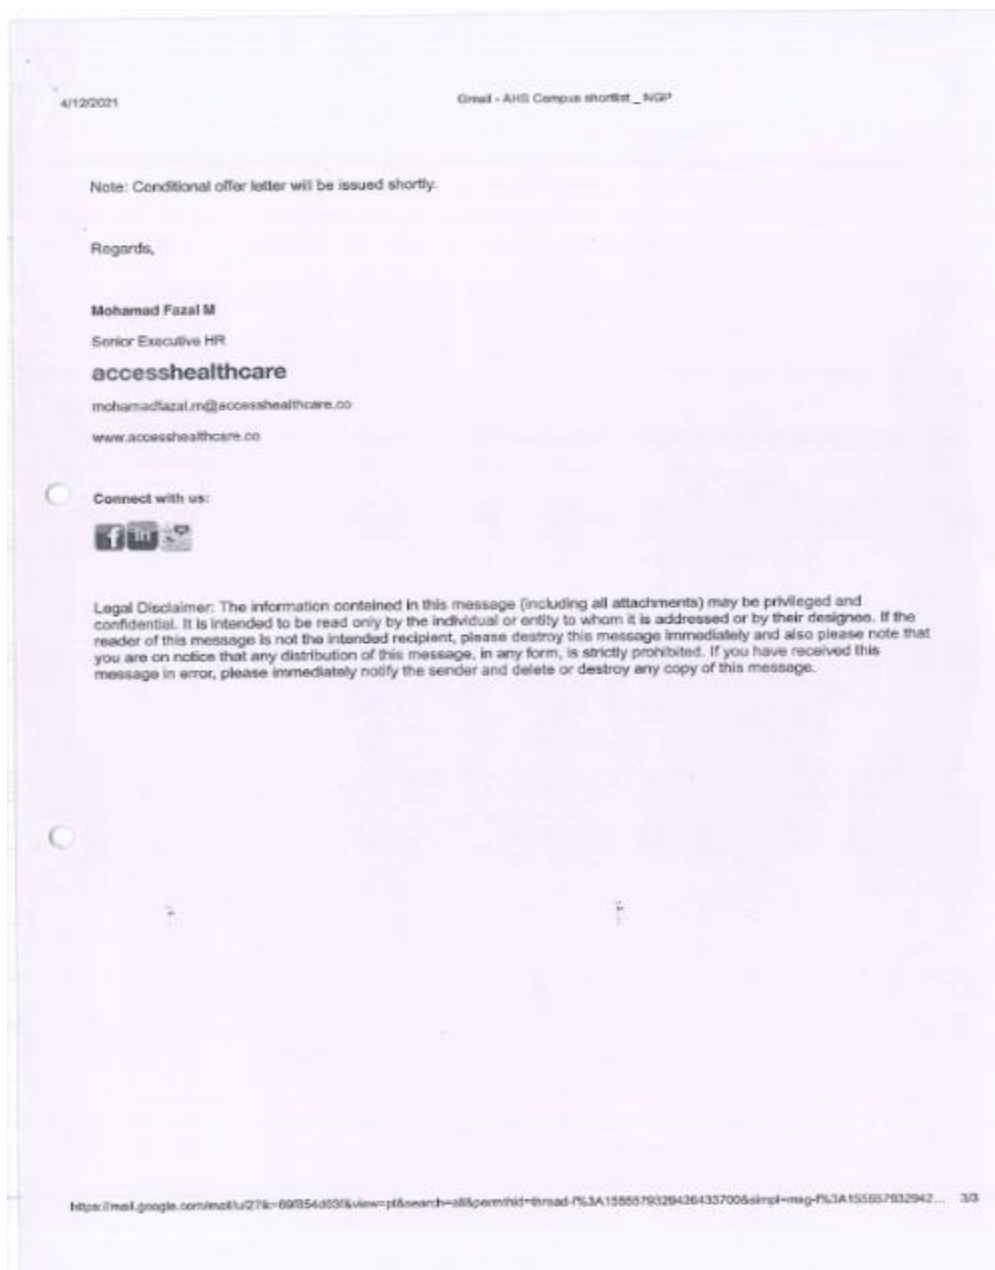 4/12/2021
Gmail - AHS Campus shortlist _ NGP
Note: Conditional offer letter will be issued shortly.
Regards,
Mohamad Fazal M
Senior Executive HR
accesshealthcare
mohamadfazal.m@accesshealthcare.co
www.accesshealthcare.co
Connect with us:
f in
Legal Disclaimer: The information contained in this message (including all attachments) may be privileged and
confidential. It is intended to be read only by the individual or entity to whom it is addressed or by their designee. If the
reader of this message is not the intended recipient, please destroy this message immediately and also please note that
you are on notice that any distribution of this message, in any form, is strictly prohibited. If you have received this
message in error, please immediately notify the sender and delete or destroy any copy of this message.
3/3